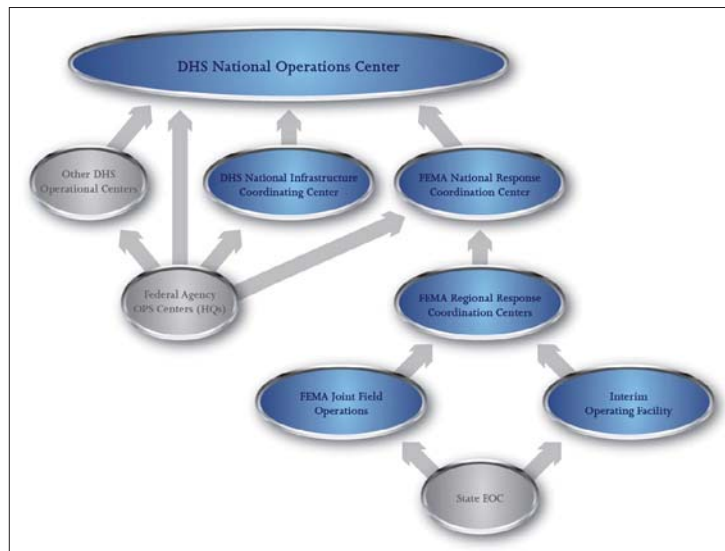 DHS National Operations Center
Other DHS
Operational Centers
DHS National Infrastructure
Coordinating Center
FEMA National Response
Coordination Center
Federal Agency
OPS Centers (HQs)
FEMA Regional Response
Coordination Centers
FEMA Joint Field
Operations
Interim
Operating Facility
State EOC